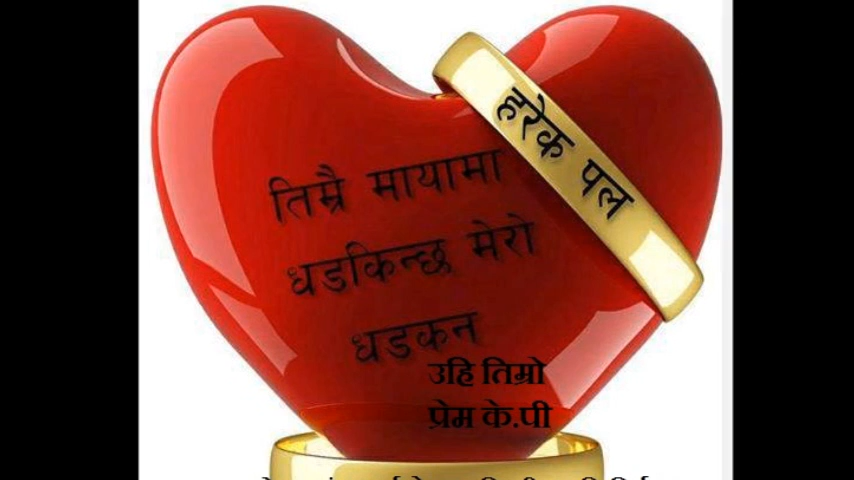 हरेक पल
तिम्रै मायामा
धडकिन्छ मेरो
धडकन
उहि तिम्रो
प्रेम के.पी